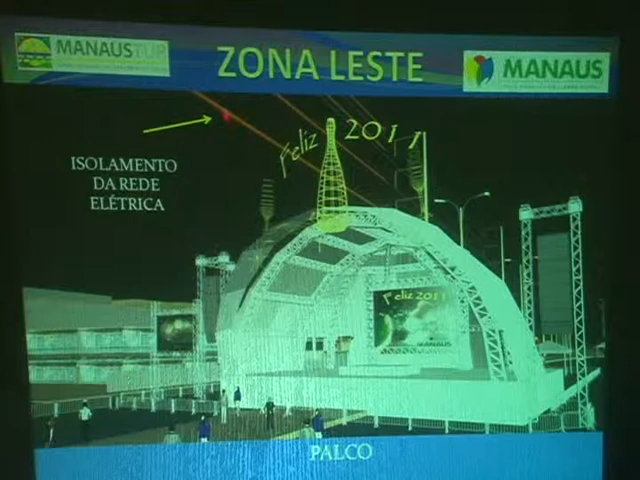 MANAUSTUR
ZONA LESTE
MANAUS
Feliz 2011
ISOLAMENTO
DA REDE
ELÉTRICA
Feliz 2011
MANAUS
PALCO